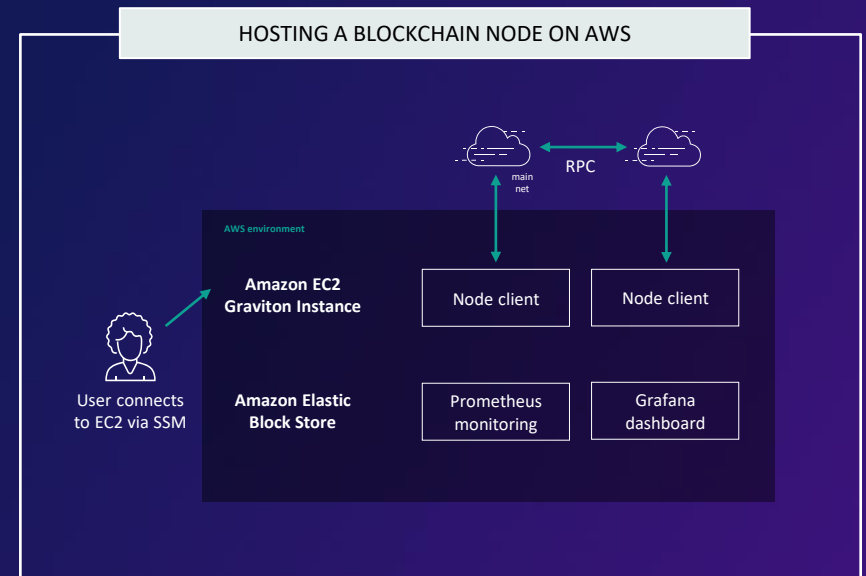 HOSTING A BLOCKCHAIN NODE ON AWS
RPC
main
net
AWS environment
Amazon EC2
Graviton Instance
Node client
Node client
User connects
to EC2 via SSM
Amazon Elastic
Block Store
Prometheus
monitoring
Grafana
dashboard